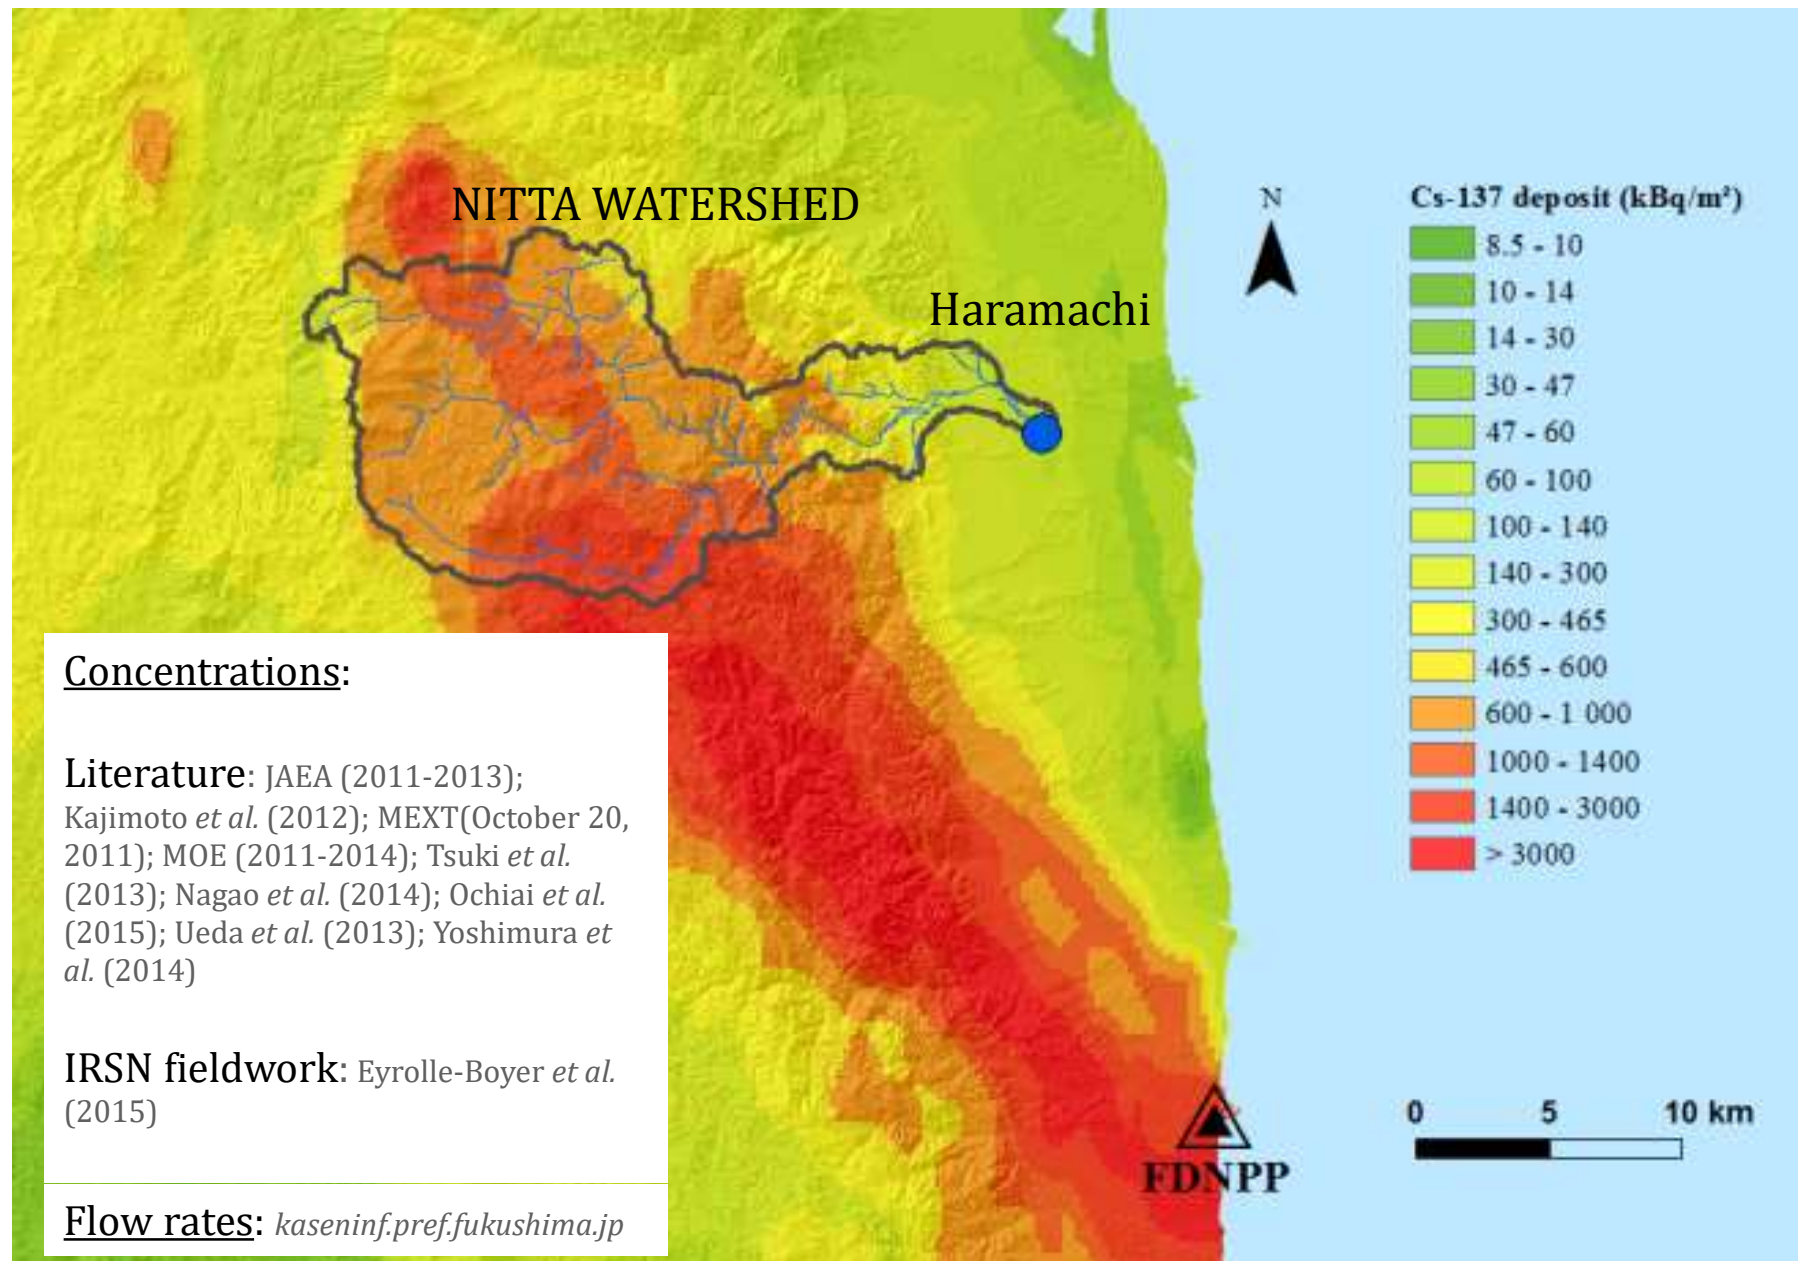 NITTA WATERSHED
Haramachi
N
Cs-137 deposit (kBq/m²)
8.5 - 10
10 - 14
14 - 30
30 - 47
47 - 60
60 - 100
100 - 140
140 - 300
300 - 465
465 - 600
600 - 1 000
1000 - 1400
1400 - 3000
> 3000
Concentrations:
Literature: JAEA (2011-2013);
Kajimoto et al. (2012); MEXT(October 20,
2011); MOE (2011-2014); Tsuki et al.
(2013); Nagao et al. (2014); Ochiai et al.
(2015); Ueda et al. (2013); Yoshimura et
al. (2014)
IRSN fieldwork: Eyrolle-Boyer et al.
(2015)
Flow rates: kaseninf.pref.fukushima.jp
FDNPP
0 5 10 km